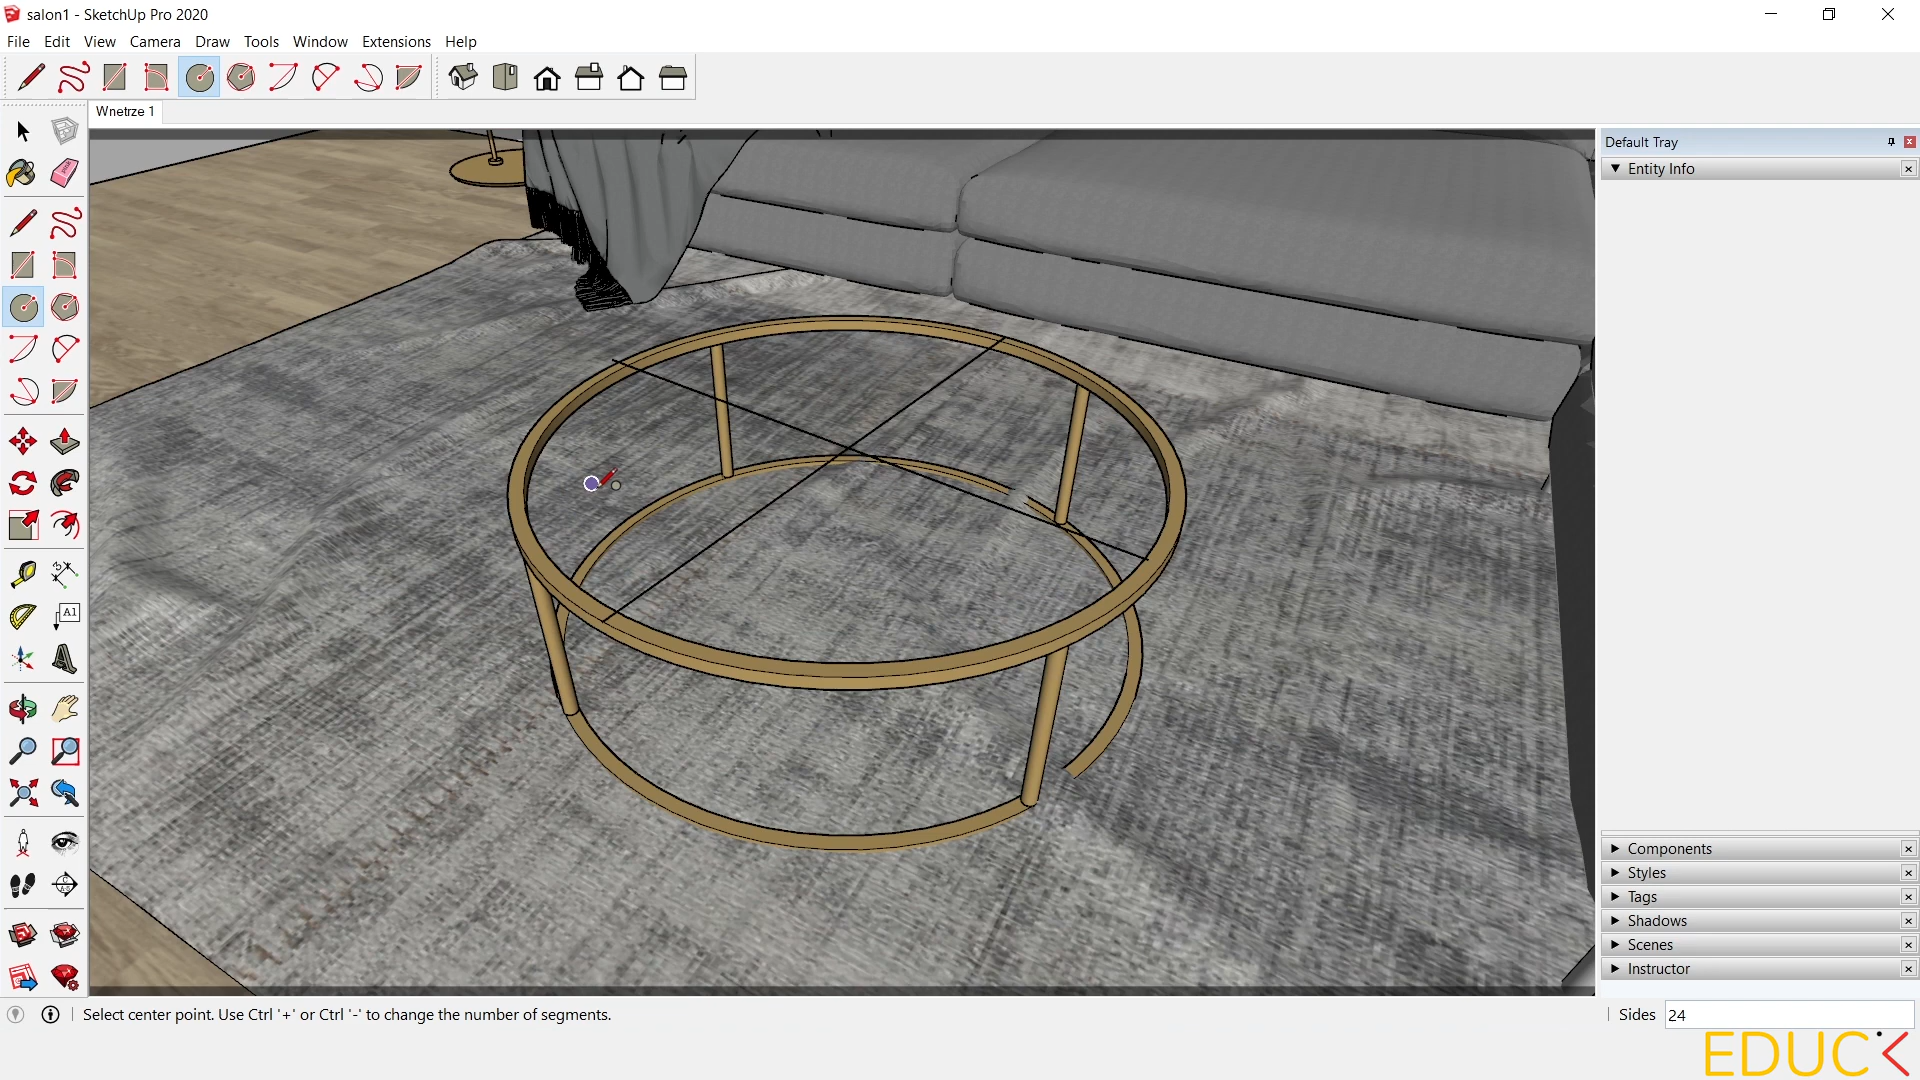 salon1 - SketchUp Pro 2020
File Edit View Camera Draw Tools Window Extensions Help
Wnetrze 1
Default Tray
Entity Info
A1
Components
Styles
Tags
Shadows
Scenes
Instructor
Select center point. Use Ctrl '+' or Ctrl '-' to change the number of segments.
Sides 24
EDUC